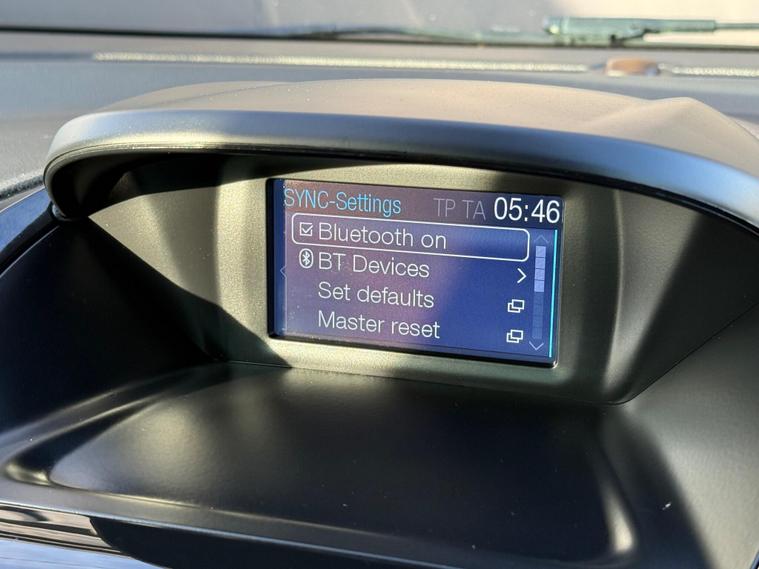 SYNC-Settings TP TA 05:46
Bluetooth on
BT Devices
Set defaults
Master reset